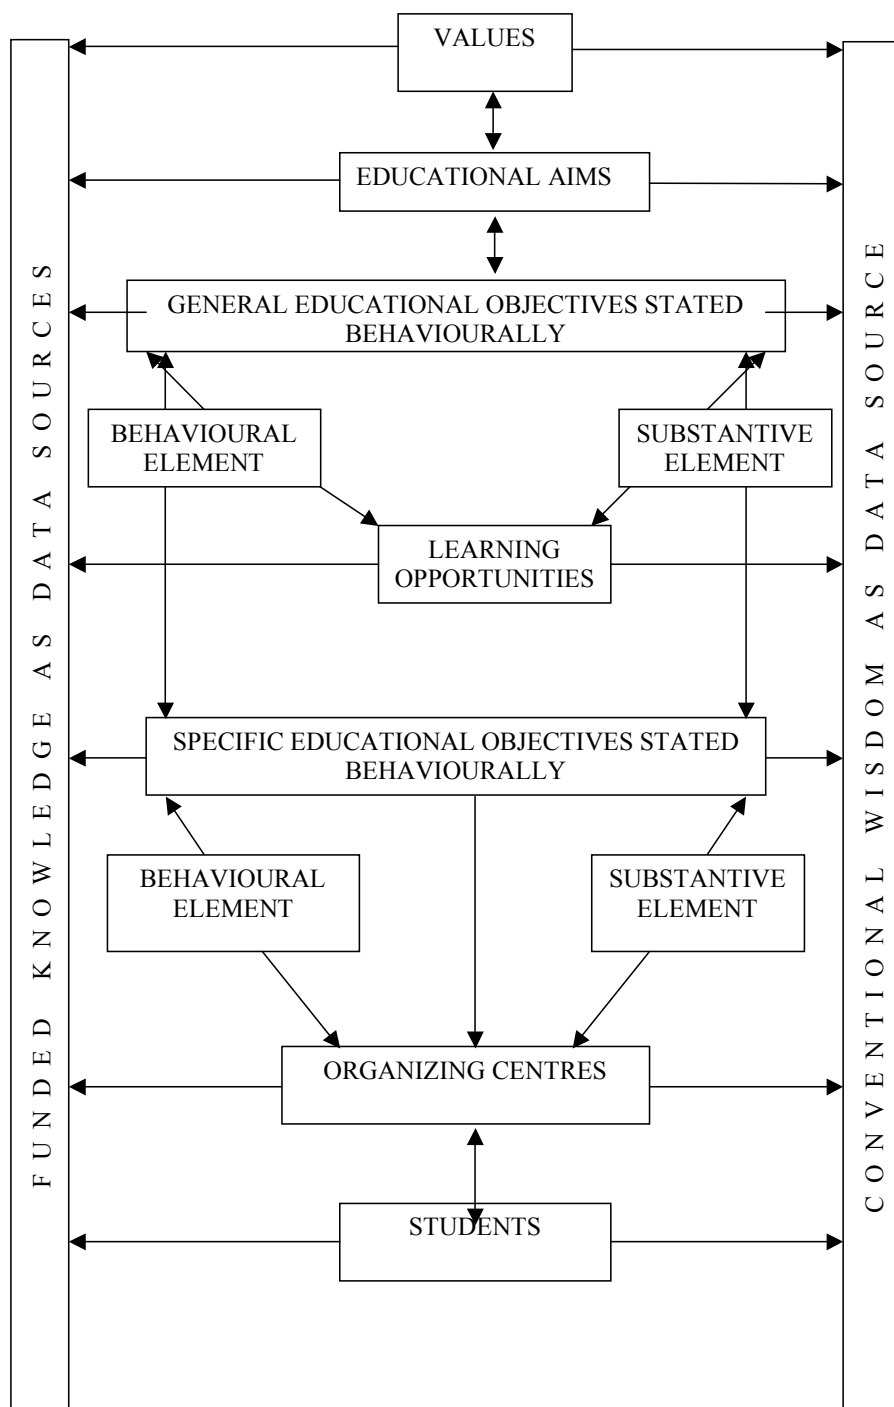 VALUES
EDUCATIONAL AIMS
GENERAL EDUCATIONAL OBJECTIVES STATED
BEHAVIOURALLY
BEHAVIOURAL
ELEMENT
SUBSTANTIVE
ELEMENT
LEARNING
OPPORTUNITIES
SPECIFIC EDUCATIONAL OBJECTIVES STATED
BEHAVIOURALLY
BEHAVIOURAL
ELEMENT
SUBSTANTIVE
ELEMENT
ORGANIZING CENTRES
STUDENTS
FUNDED KNOWLEDGE AS DATA SOURCES
CONVENTIONAL WISDOM AS DATA SOURCE